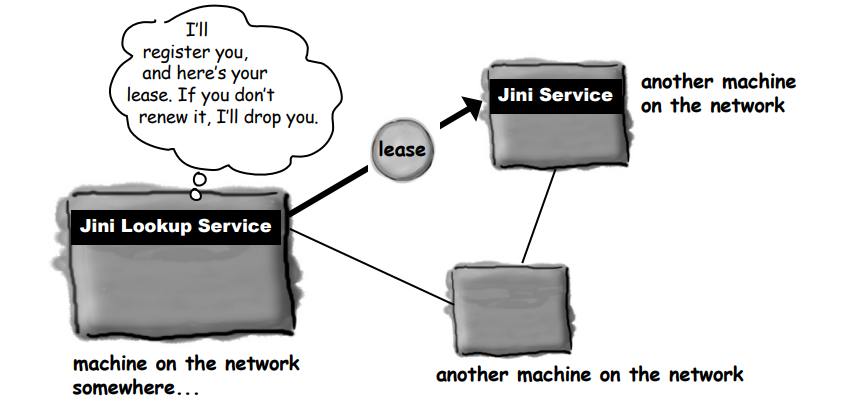 I'll
register you,
and here's your
lease. If you don't
renew it, I'll drop you.
lease
Jini Service
another machine
on the network
Jini Lookup Service
machine on the network
somewhere...
another machine on the network